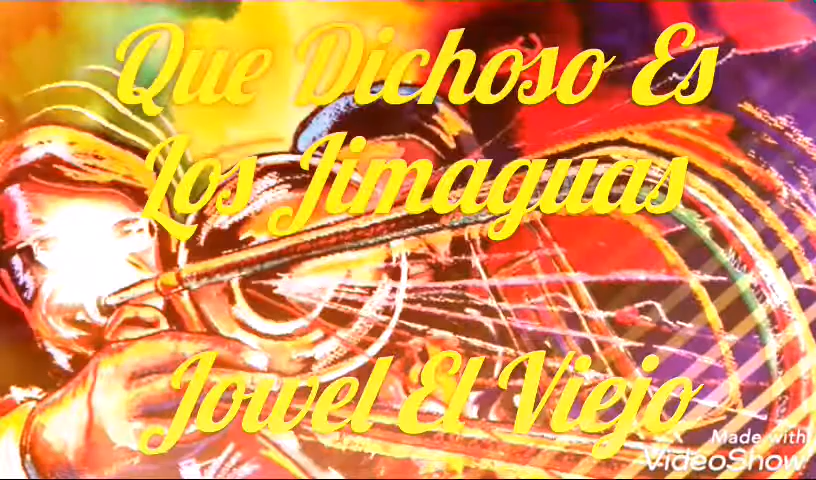 Que Dichoso Es
Los Jimaguas
Jowel El Viejo
Made with
VideoShow